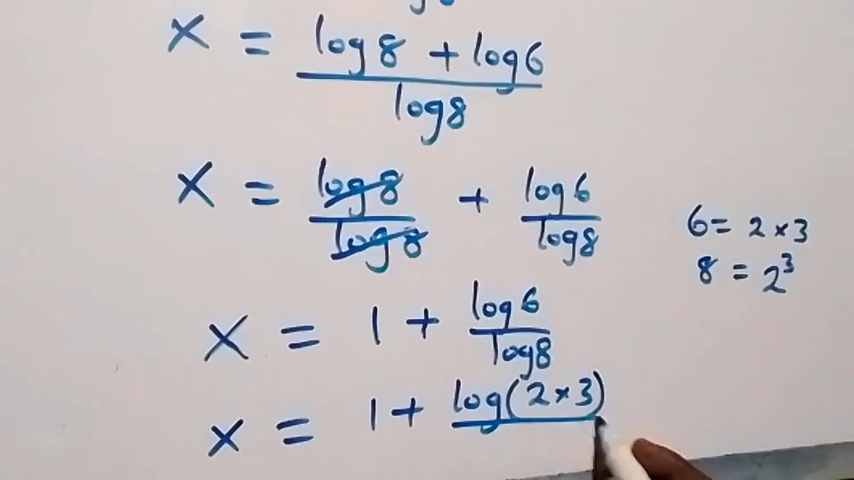 x = (log8 + log6)/log8
x = log8/log8 + log6/log8
6 = 2 × 3
8 = 2³
x = 1 + log6/log8
x = 1 + log(2 × 3)